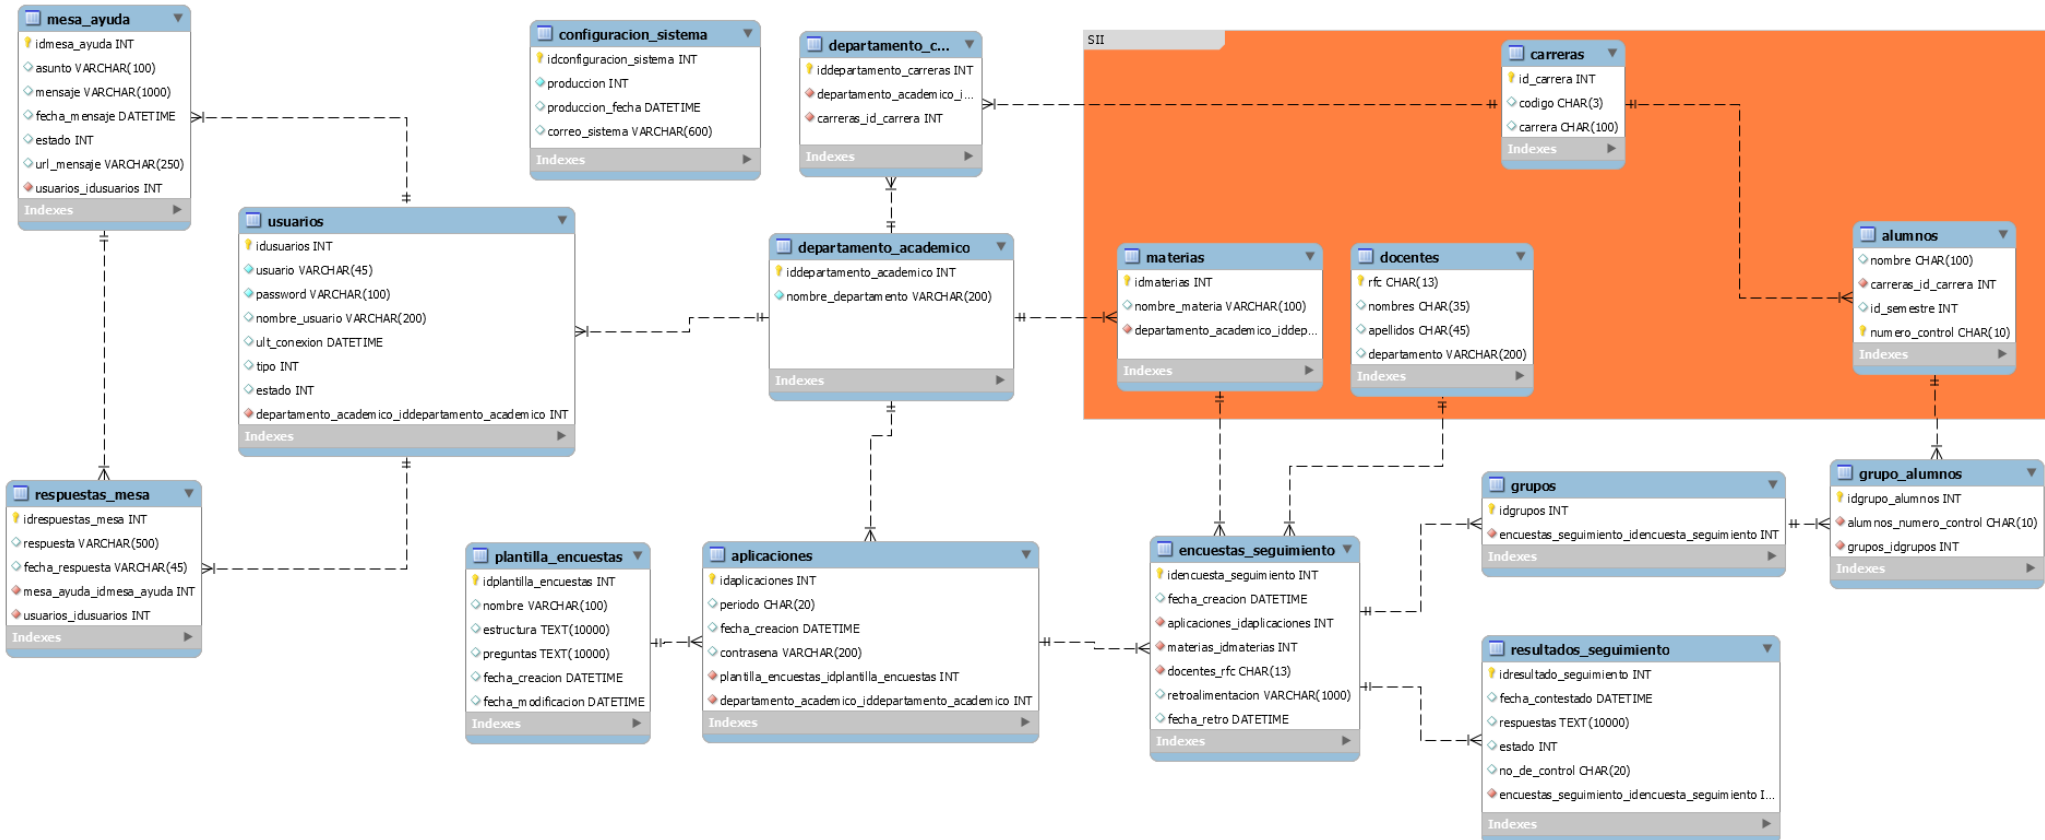 mesa_ayuda
idmesa_ayuda INT
asunto VARCHAR(100)
mensaje VARCHAR(1000)
fecha_mensaje DATETIME
estado INT
url_mensaje VARCHAR(250)
usuarios_idusuarios INT
Indexes
configuracion_sistema
idconfiguracion_sistema INT
produccion INT
produccion_fecha DATETIME
correo_sistema VARCHAR(600)
Indexes
departamento_c...
iddepartamento_carreras INT
departamento_academico_i...
carreras_id_carrera INT
Indexes
SII
carreras
id_carrera INT
codigo CHAR(3)
carrera CHAR(100)
Indexes
usuarios
idusuarios INT
usuario VARCHAR(45)
password VARCHAR(100)
nombre_usuario VARCHAR(200)
ult_conexion DATETIME
tipo INT
estado INT
departamento_academico_iddepartamento_academico INT
Indexes
departamento_academico
iddepartamento_academico INT
nombre_departamento VARCHAR(200)
Indexes
materias
idmaterias INT
nombre_materia VARCHAR(100)
departamento_academico_iddep...
Indexes
docentes
rfc CHAR(13)
nombres CHAR(35)
apellidos CHAR(45)
departamento VARCHAR(200)
Indexes
alumnos
nombre CHAR(100)
carreras_id_carrera INT
id_semestre INT
numero_control CHAR(10)
Indexes
respuestas_mesa
idrespuestas_mesa INT
respuesta VARCHAR(500)
fecha_respuesta VARCHAR(45)
mesa_ayuda_idmesa_ayuda INT
usuarios_idusuarios INT
Indexes
plantilla_encuestas
idplantilla_encuestas INT
nombre VARCHAR(100)
estructura TEXT(10000)
preguntas TEXT(10000)
fecha_creacion DATETIME
fecha_modificacion DATETIME
Indexes
aplicaciones
idaplicaciones INT
periodo CHAR(20)
fecha_creacion DATETIME
contrasena VARCHAR(200)
plantilla_encuestas_idplantilla_encuestas INT
departamento_academico_iddepartamento_academico INT
Indexes
encuestas_seguimiento
idencuesta_seguimiento INT
fecha_creacion DATETIME
aplicaciones_idaplicaciones INT
materias_idmaterias INT
docentes_rfc CHAR(13)
retroalimentacion VARCHAR(1000)
fecha_retro DATETIME
Indexes
grupos
idgrupos INT
encuestas_seguimiento_idencuesta_seguimiento INT
Indexes
grupo_alumnos
idgrupo_alumnos INT
alumnos_numero_control CHAR(10)
grupos_idgrupos INT
Indexes
resultados_seguimiento
idresultado_seguimiento INT
fecha_contestado DATETIME
respuestas TEXT(10000)
estado INT
no_de_control CHAR(20)
encuestas_seguimiento_idencuesta_seguimiento I...
Indexes